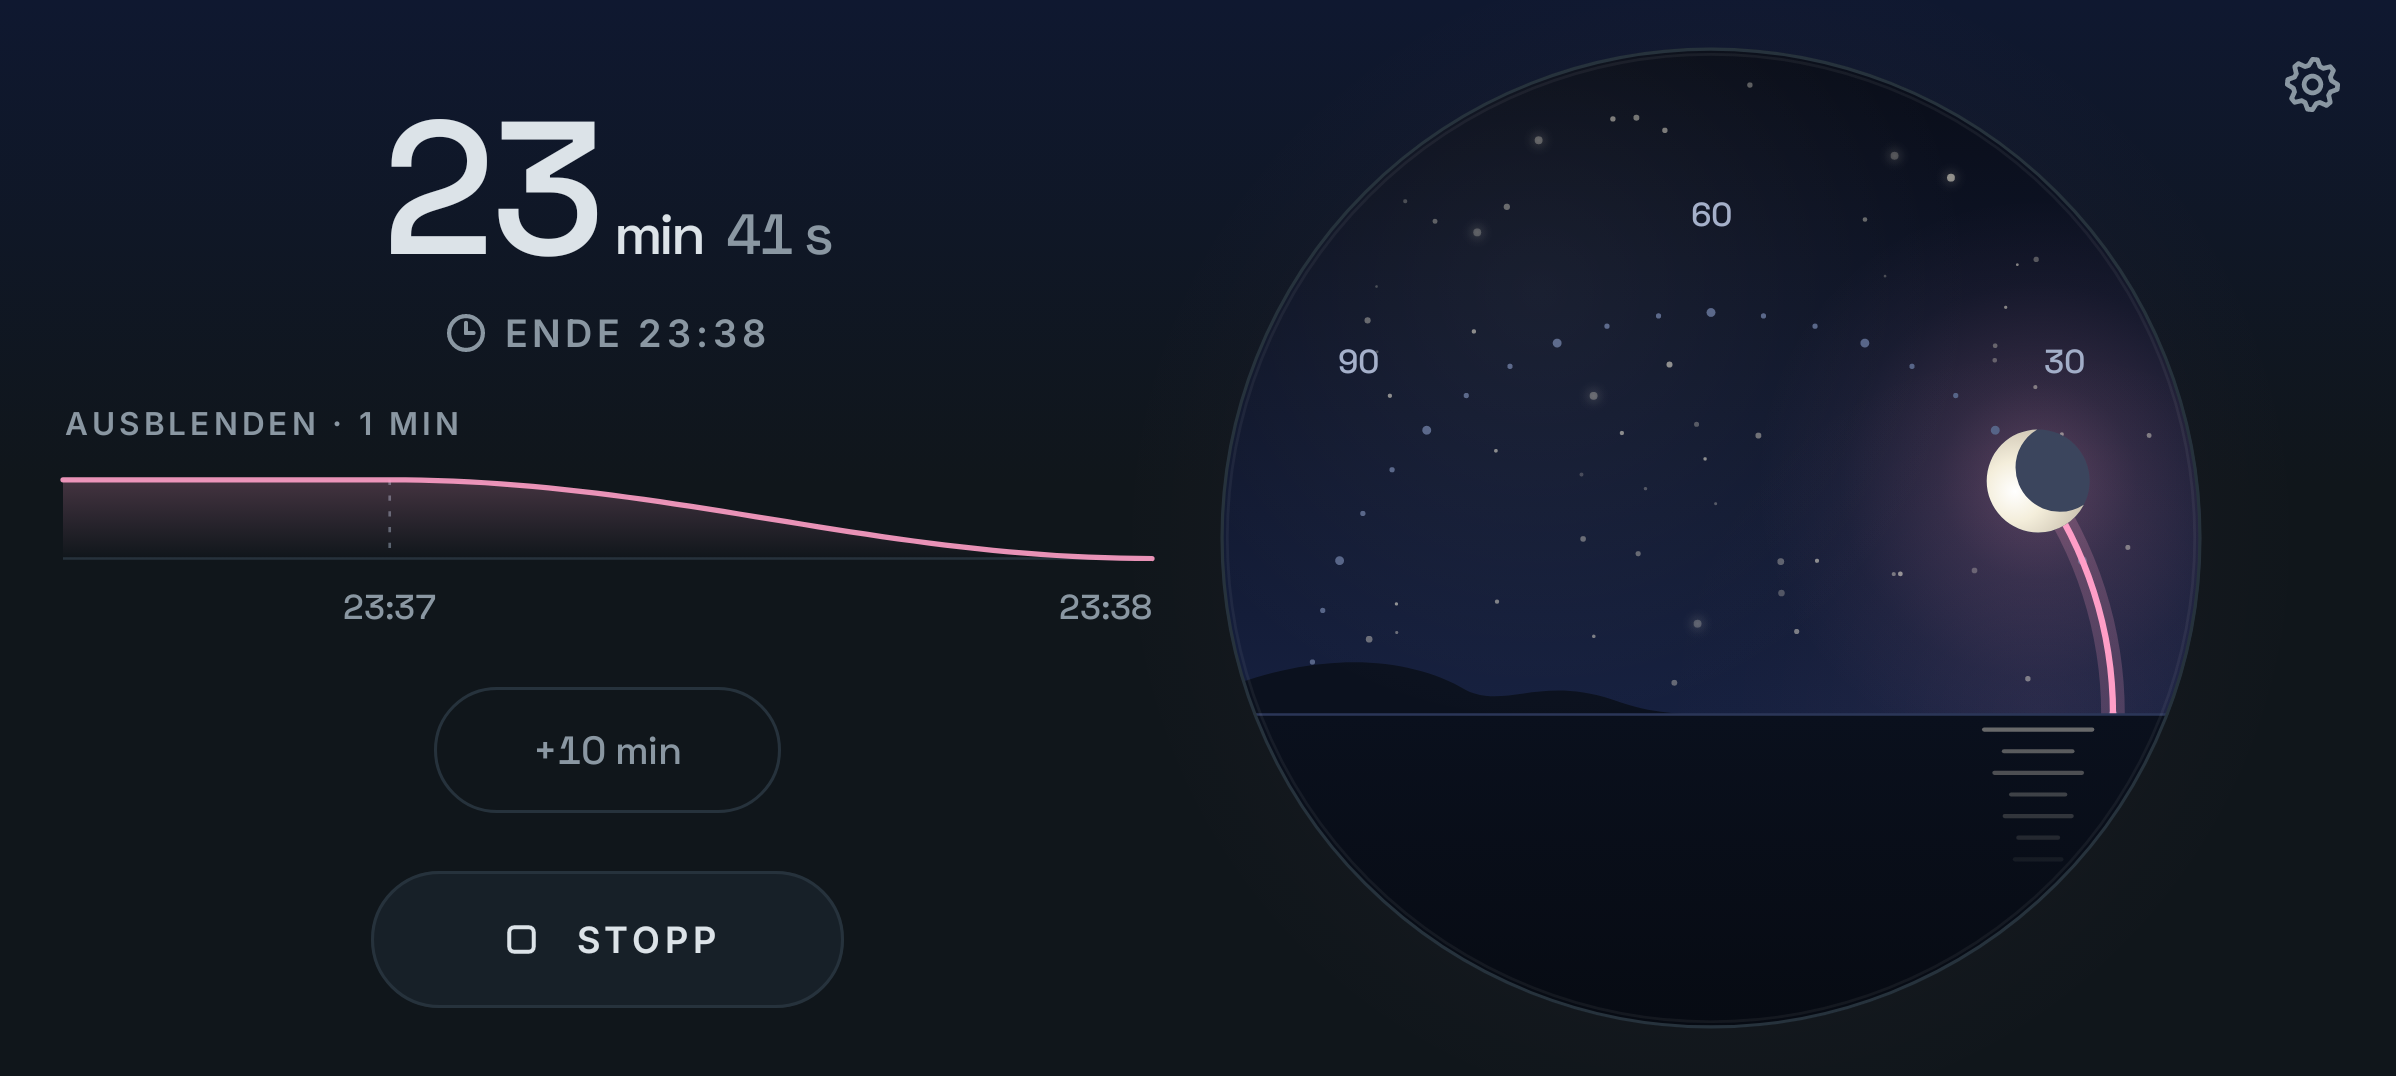 23 min 41 s
ENDE 23:38
AUSBLENDEN · 1 MIN
23:37
23:38
+10 min
STOPP
60
90
30